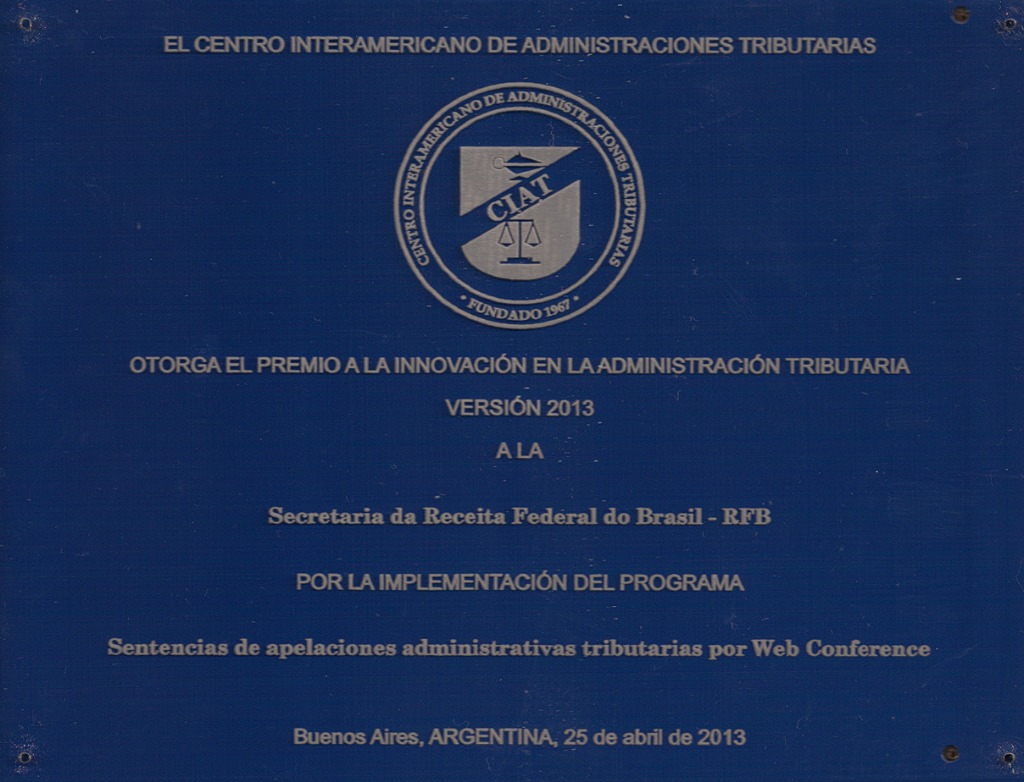 EL CENTRO INTERAMERICANO DE ADMINISTRACIONES TRIBUTARIAS
CENTRO INTERAMERICANO DE ADMINISTRACIONES TRIBUTARIAS
CIAT
• FUNDADO 1967 •
OTORGA EL PREMIO A LA INNOVACIÓN EN LA ADMINISTRACIÓN TRIBUTARIA
VERSIÓN 2013
A LA
Secretaria da Receita Federal do Brasil - RFB
POR LA IMPLEMENTACIÓN DEL PROGRAMA
Sentencias de apelaciones administrativas tributarias por Web Conference
Buenos Aires, ARGENTINA, 25 de abril de 2013